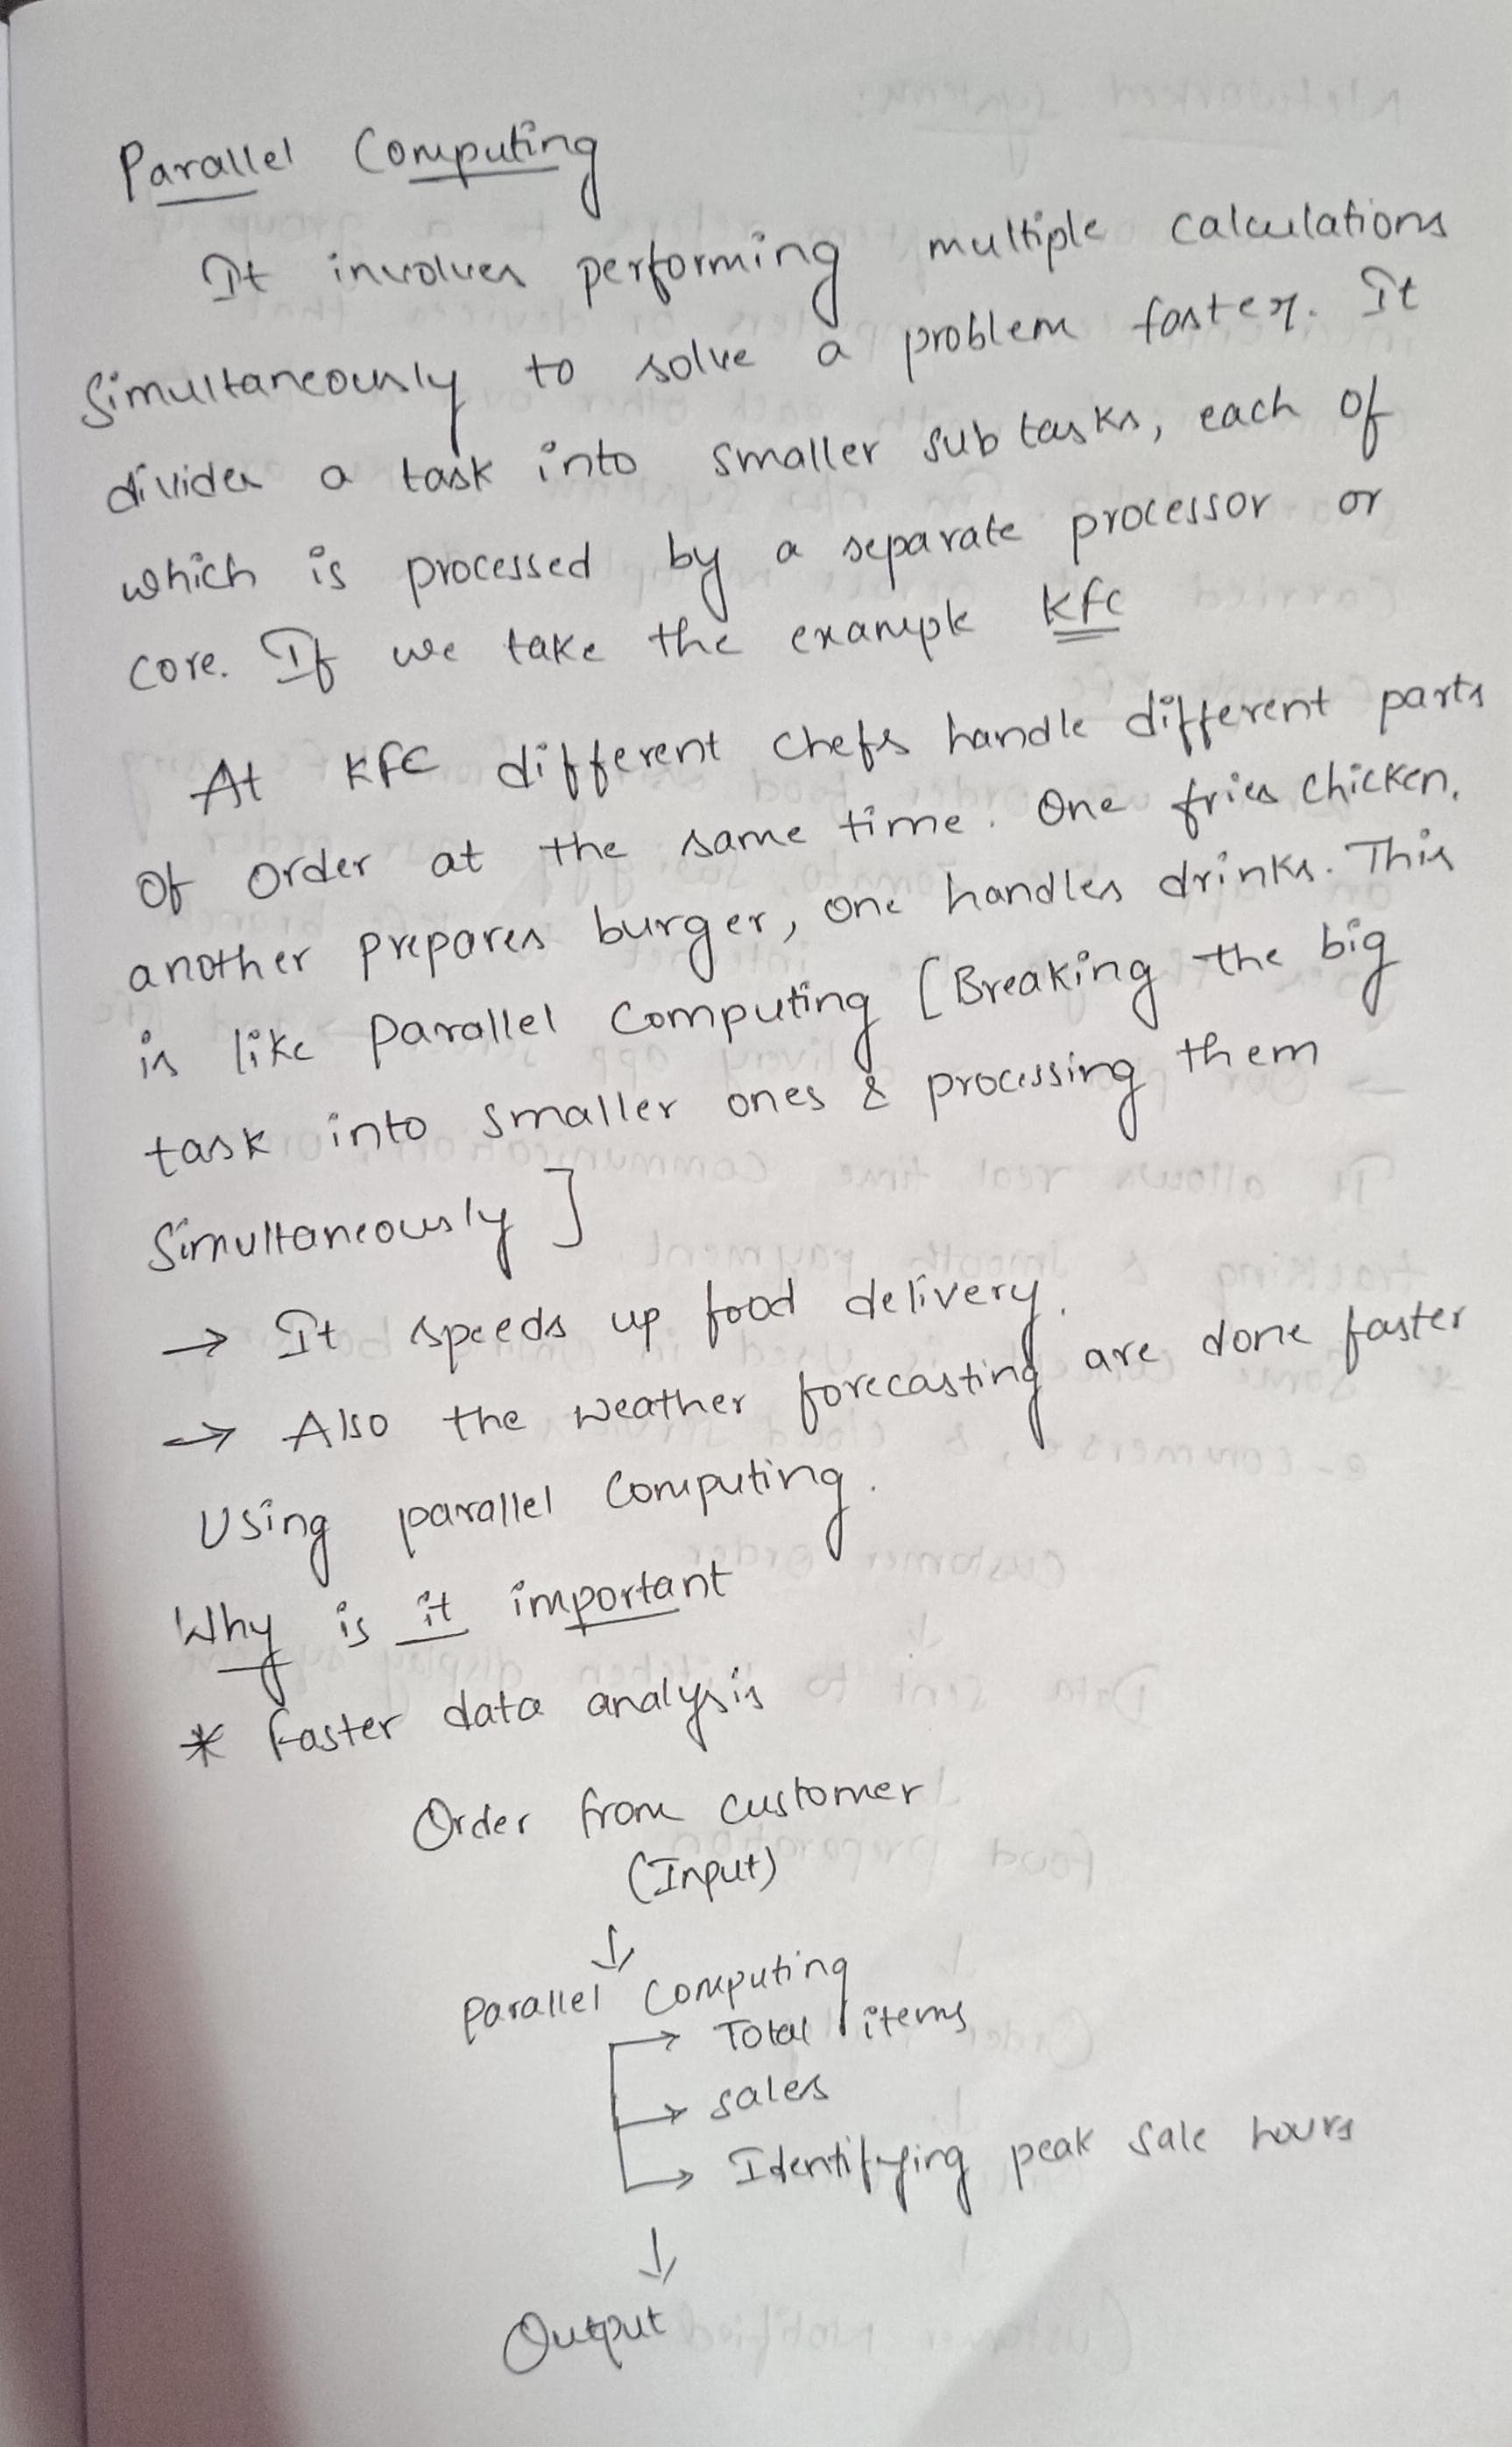 Parallel Computing
It involves performing multiple calculations
Simultaneously to solve a problem faster. It
divides a task into smaller sub tasks, each of
which is processed by a separate processor or
core. If we take the example KFC
At KFC different chefs handle different parts
Of order at the same time. One fries chicken,
another prepares burger, one handles drinks. This
is like parallel computing [Breaking the big
task into smaller ones & processing them
Simultaneously]
→ It speeds up food delivery.
→ Also the weather forecasting are done faster
Using parallel computing.
Why is it important
* Faster data analysis
Order from customer
(Input)
↓
Parallel Computing
→ Total items
→ sales
→ Identifying peak sale hours
↓
Output